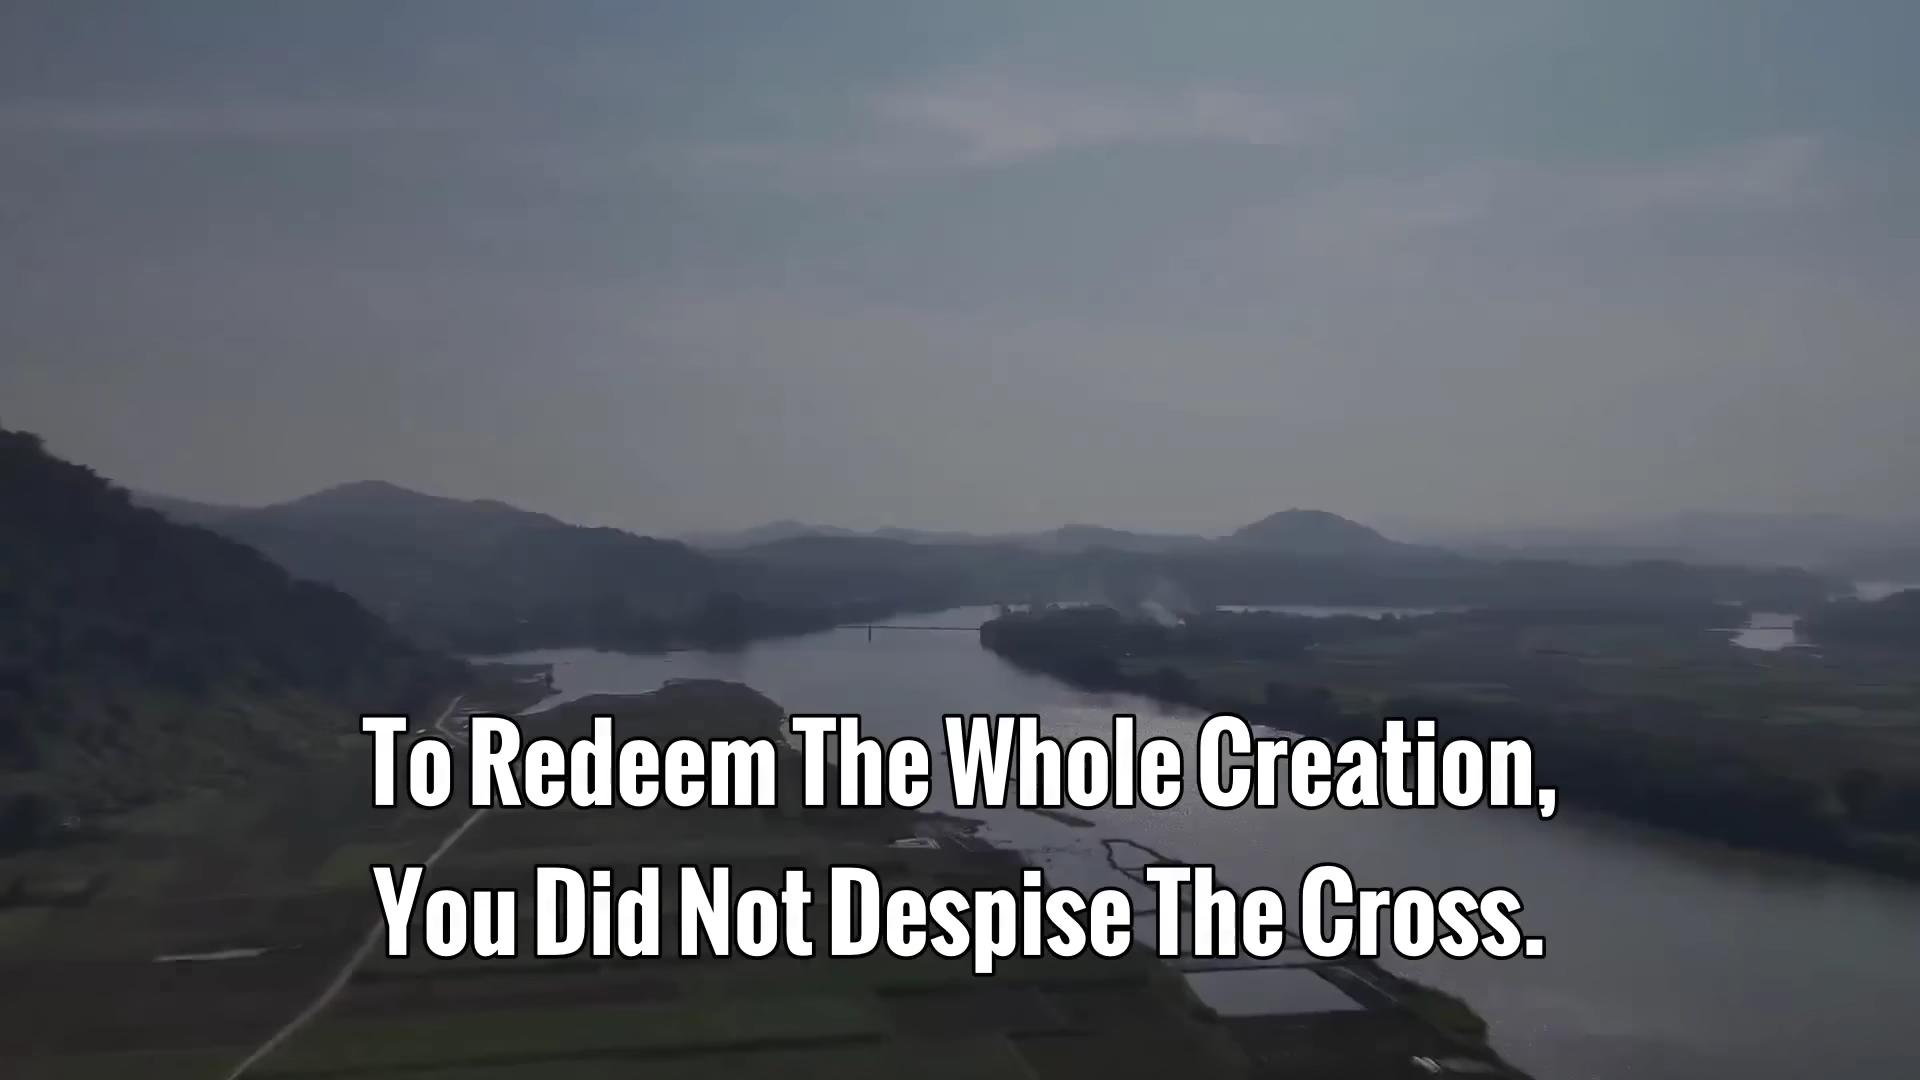 To Redeem The Whole Creation,
You Did Not Despise The Cross.